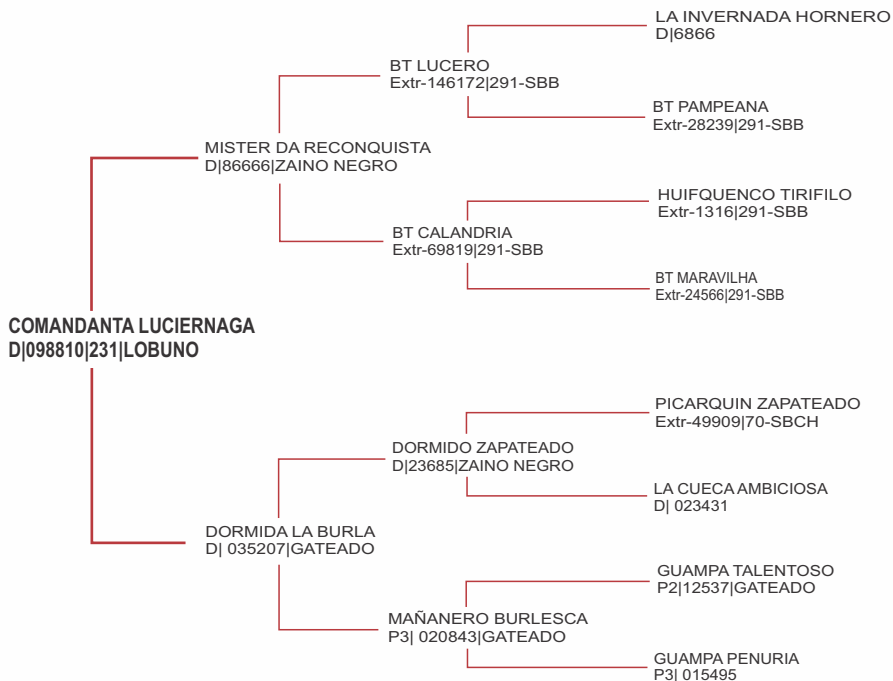 LA INVERNADA HORNERO
D|6866
BT LUCERO
Extr-146172|291-SBB
BT PAMPEANA
Extr-28239|291-SBB
MISTER DA RECONQUISTA
D|86666|ZAINO NEGRO
HUIFQUENCO TIRIFILO
Extr-1316|291-SBB
BT CALANDRIA
Extr-69819|291-SBB
BT MARAVILHA
Extr-24566|291-SBB
COMANDANTA LUCIERNAGA
D|098810|231|LOBUNO
PICARQUIN ZAPATEADO
Extr-49909|70-SBCH
DORMIDO ZAPATEADO
D|23685|ZAINO NEGRO
LA CUECA AMBICIOSA
D| 023431
DORMIDA LA BURLA
D| 035207|GATEADO
GUAMPA TALENTOSO
P2|12537|GATEADO
MAÑANERO BURLESCA
P3| 020843|GATEADO
GUAMPA PENURIA
P3| 015495